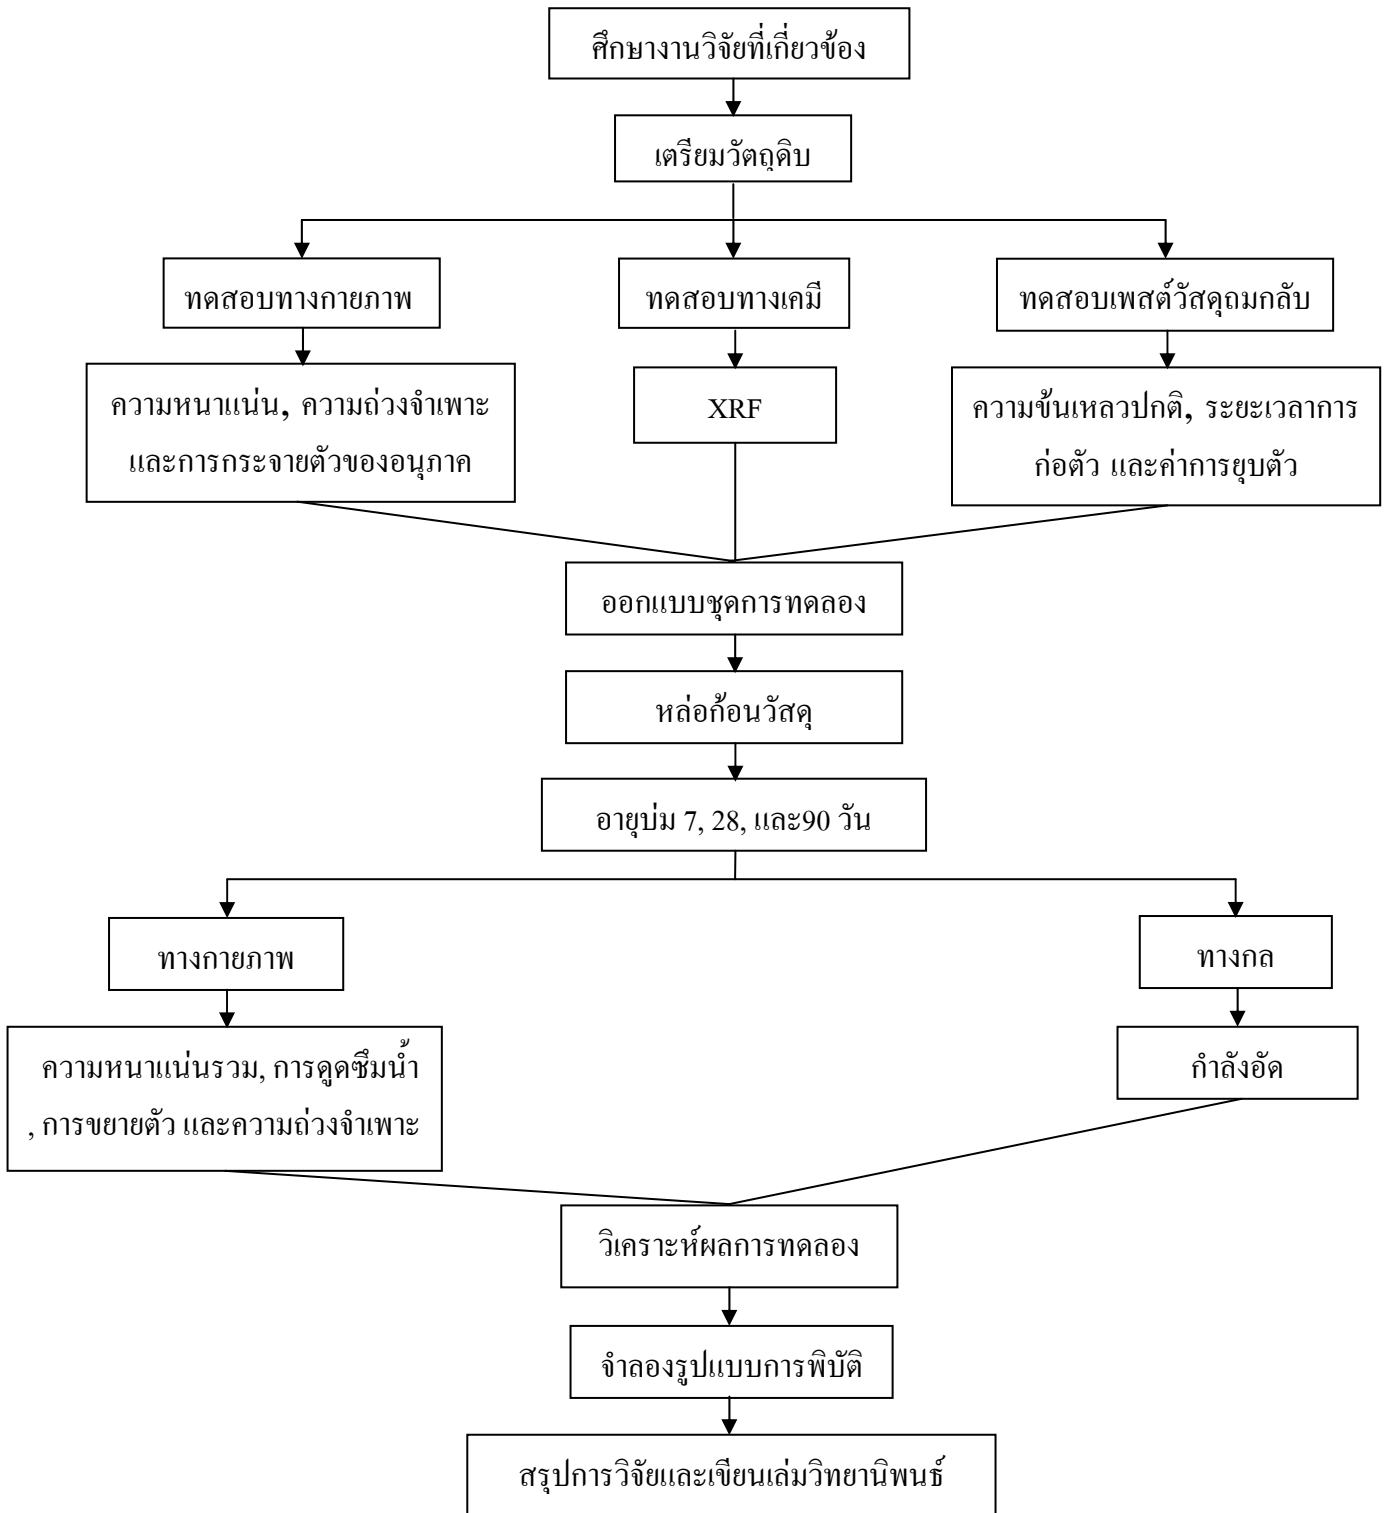 ศึกษางานวิจัยที่เกี่ยวข้อง
เตรียมวัตถุดิบ
ทดสอบทางกายภาพ
ทดสอบทางเคมี
ทดสอบเพสต์วัสดุถมกลับ
ความหนาแน่น, ความถ่วงจำเพาะ
และการกระจายตัวของอนุภาค
XRF
ความข้นเหลวปกติ, ระยะเวลาการ
ก่อตัว และค่าการยุบตัว
ออกแบบชุดการทดลอง
หล่อก้อนวัสดุ
อายุบ่ม 7, 28, และ90 วัน
ทางกายภาพ
ทางกล
ความหนาแน่นรวม, การดูดซึมน้ำ
, การขยายตัว และความถ่วงจำเพาะ
กำลังอัด
วิเคราะห์ผลการทดลอง
จำลองรูปแบบการพิบัติ
สรุปการวิจัยและเขียนเล่มวิทยานิพนธ์